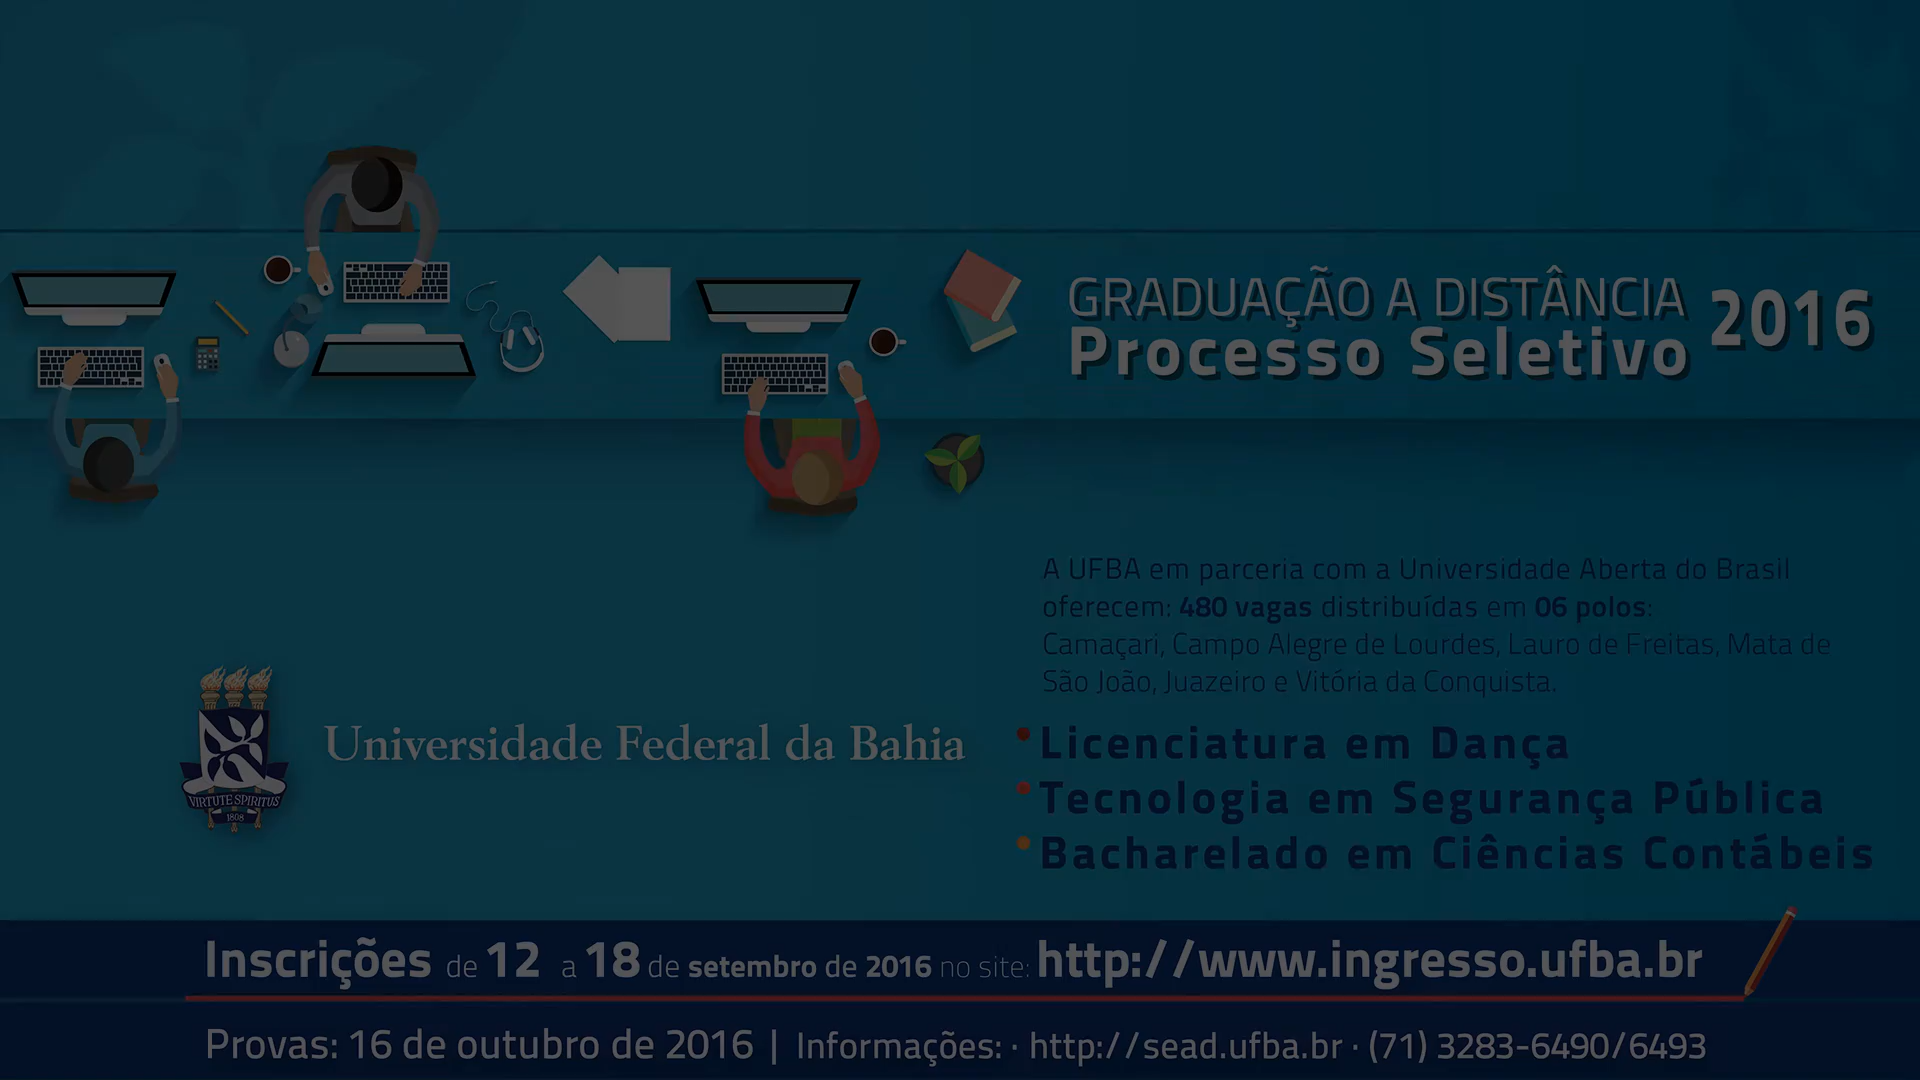 GRADUAÇÃO A DISTÂNCIA
Processo Seletivo 2016
A UFBA em parceria com a Universidade Aberta do Brasil
oferecem: 480 vagas distribuídas em 06 polos:
Camaçari, Campo Alegre de Lourdes, Lauro de Freitas, Mata de
São João, Juazeiro e Vitória da Conquista.
Universidade Federal da Bahia
VIRTUTE SPIRITUS
1808
• Licenciatura em Dança
• Tecnologia em Segurança Pública
• Bacharelado em Ciências Contábeis
Inscrições de 12 a 18 de setembro de 2016 no site: http://www.ingresso.ufba.br
Provas: 16 de outubro de 2016 | Informações: · http://sead.ufba.br · (71) 3283-6490/6493